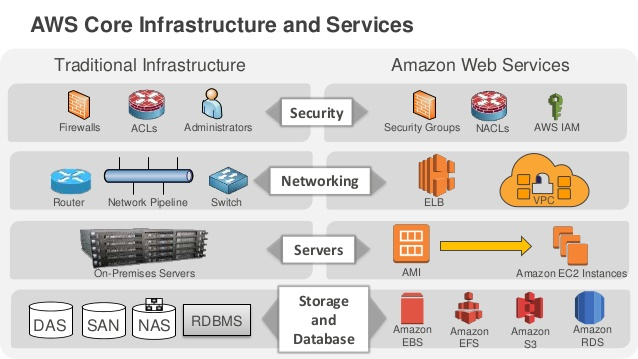 AWS Core Infrastructure and Services
Traditional Infrastructure
Amazon Web Services
Firewalls
ACLs
Administrators
Security
Security Groups
NACLs
AWS IAM
Router
Network Pipeline
Switch
Networking
ELB
VPC
On-Premises Servers
Servers
AMI
Amazon EC2 Instances
DAS
SAN
NAS
RDBMS
Storage
and
Database
Amazon
EBS
Amazon
EFS
Amazon
S3
Amazon
RDS